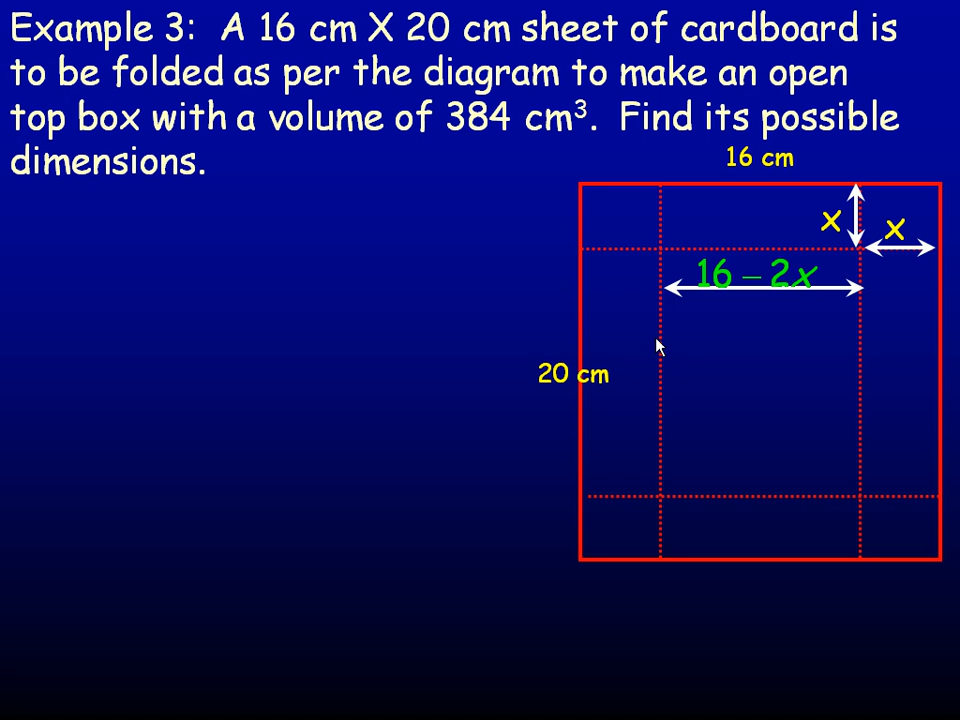 Example 3: A 16 cm X 20 cm sheet of cardboard is
to be folded as per the diagram to make an open
top box with a volume of 384 cm³. Find its possible
dimensions.
16 cm
x
x
16 – 2x
20 cm